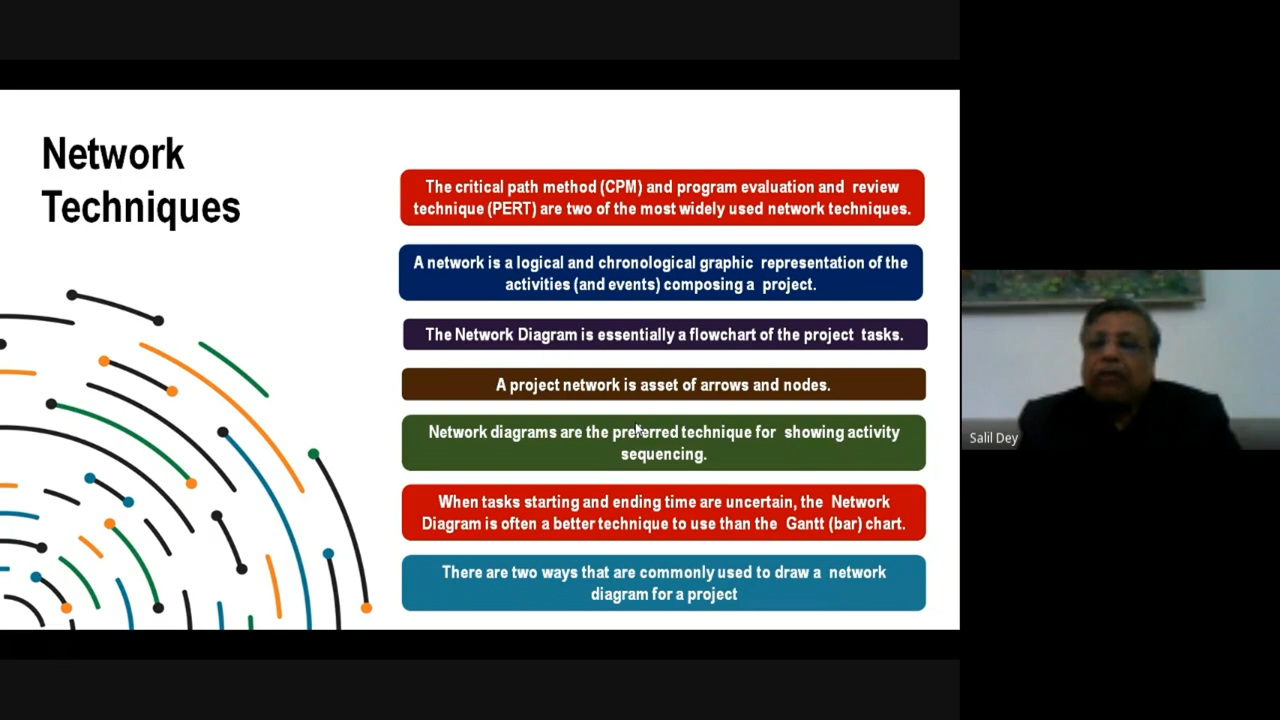 Network
Techniques
The critical path method (CPM) and program evaluation and review
technique (PERT) are two of the most widely used network techniques.
A network is a logical and chronological graphic representation of the
activities (and events) composing a project.
The Network Diagram is essentially a flowchart of the project tasks.
A project network is asset of arrows and nodes.
Network diagrams are the preferred technique for showing activity
sequencing.
When tasks starting and ending time are uncertain, the Network
Diagram is often a better technique to use than the Gantt (bar) chart.
There are two ways that are commonly used to draw a network
diagram for a project
Salil Dey